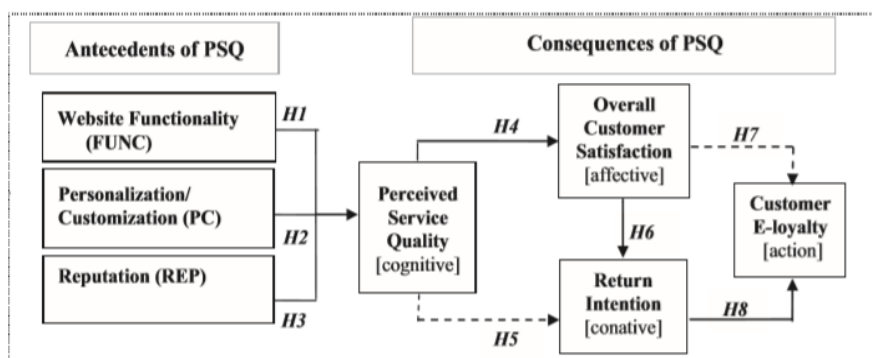 Antecedents of PSQ
Consequences of PSQ
Website Functionality
(FUNC)
H1
Personalization/
Customization (PC)
H2
Reputation (REP)
H3
Perceived
Service
Quality
[cognitive]
H4
H5
Overall
Customer
Satisfaction
[affective]
H6
H7
Return
Intention
[conative]
H8
Customer
E-loyalty
[action]